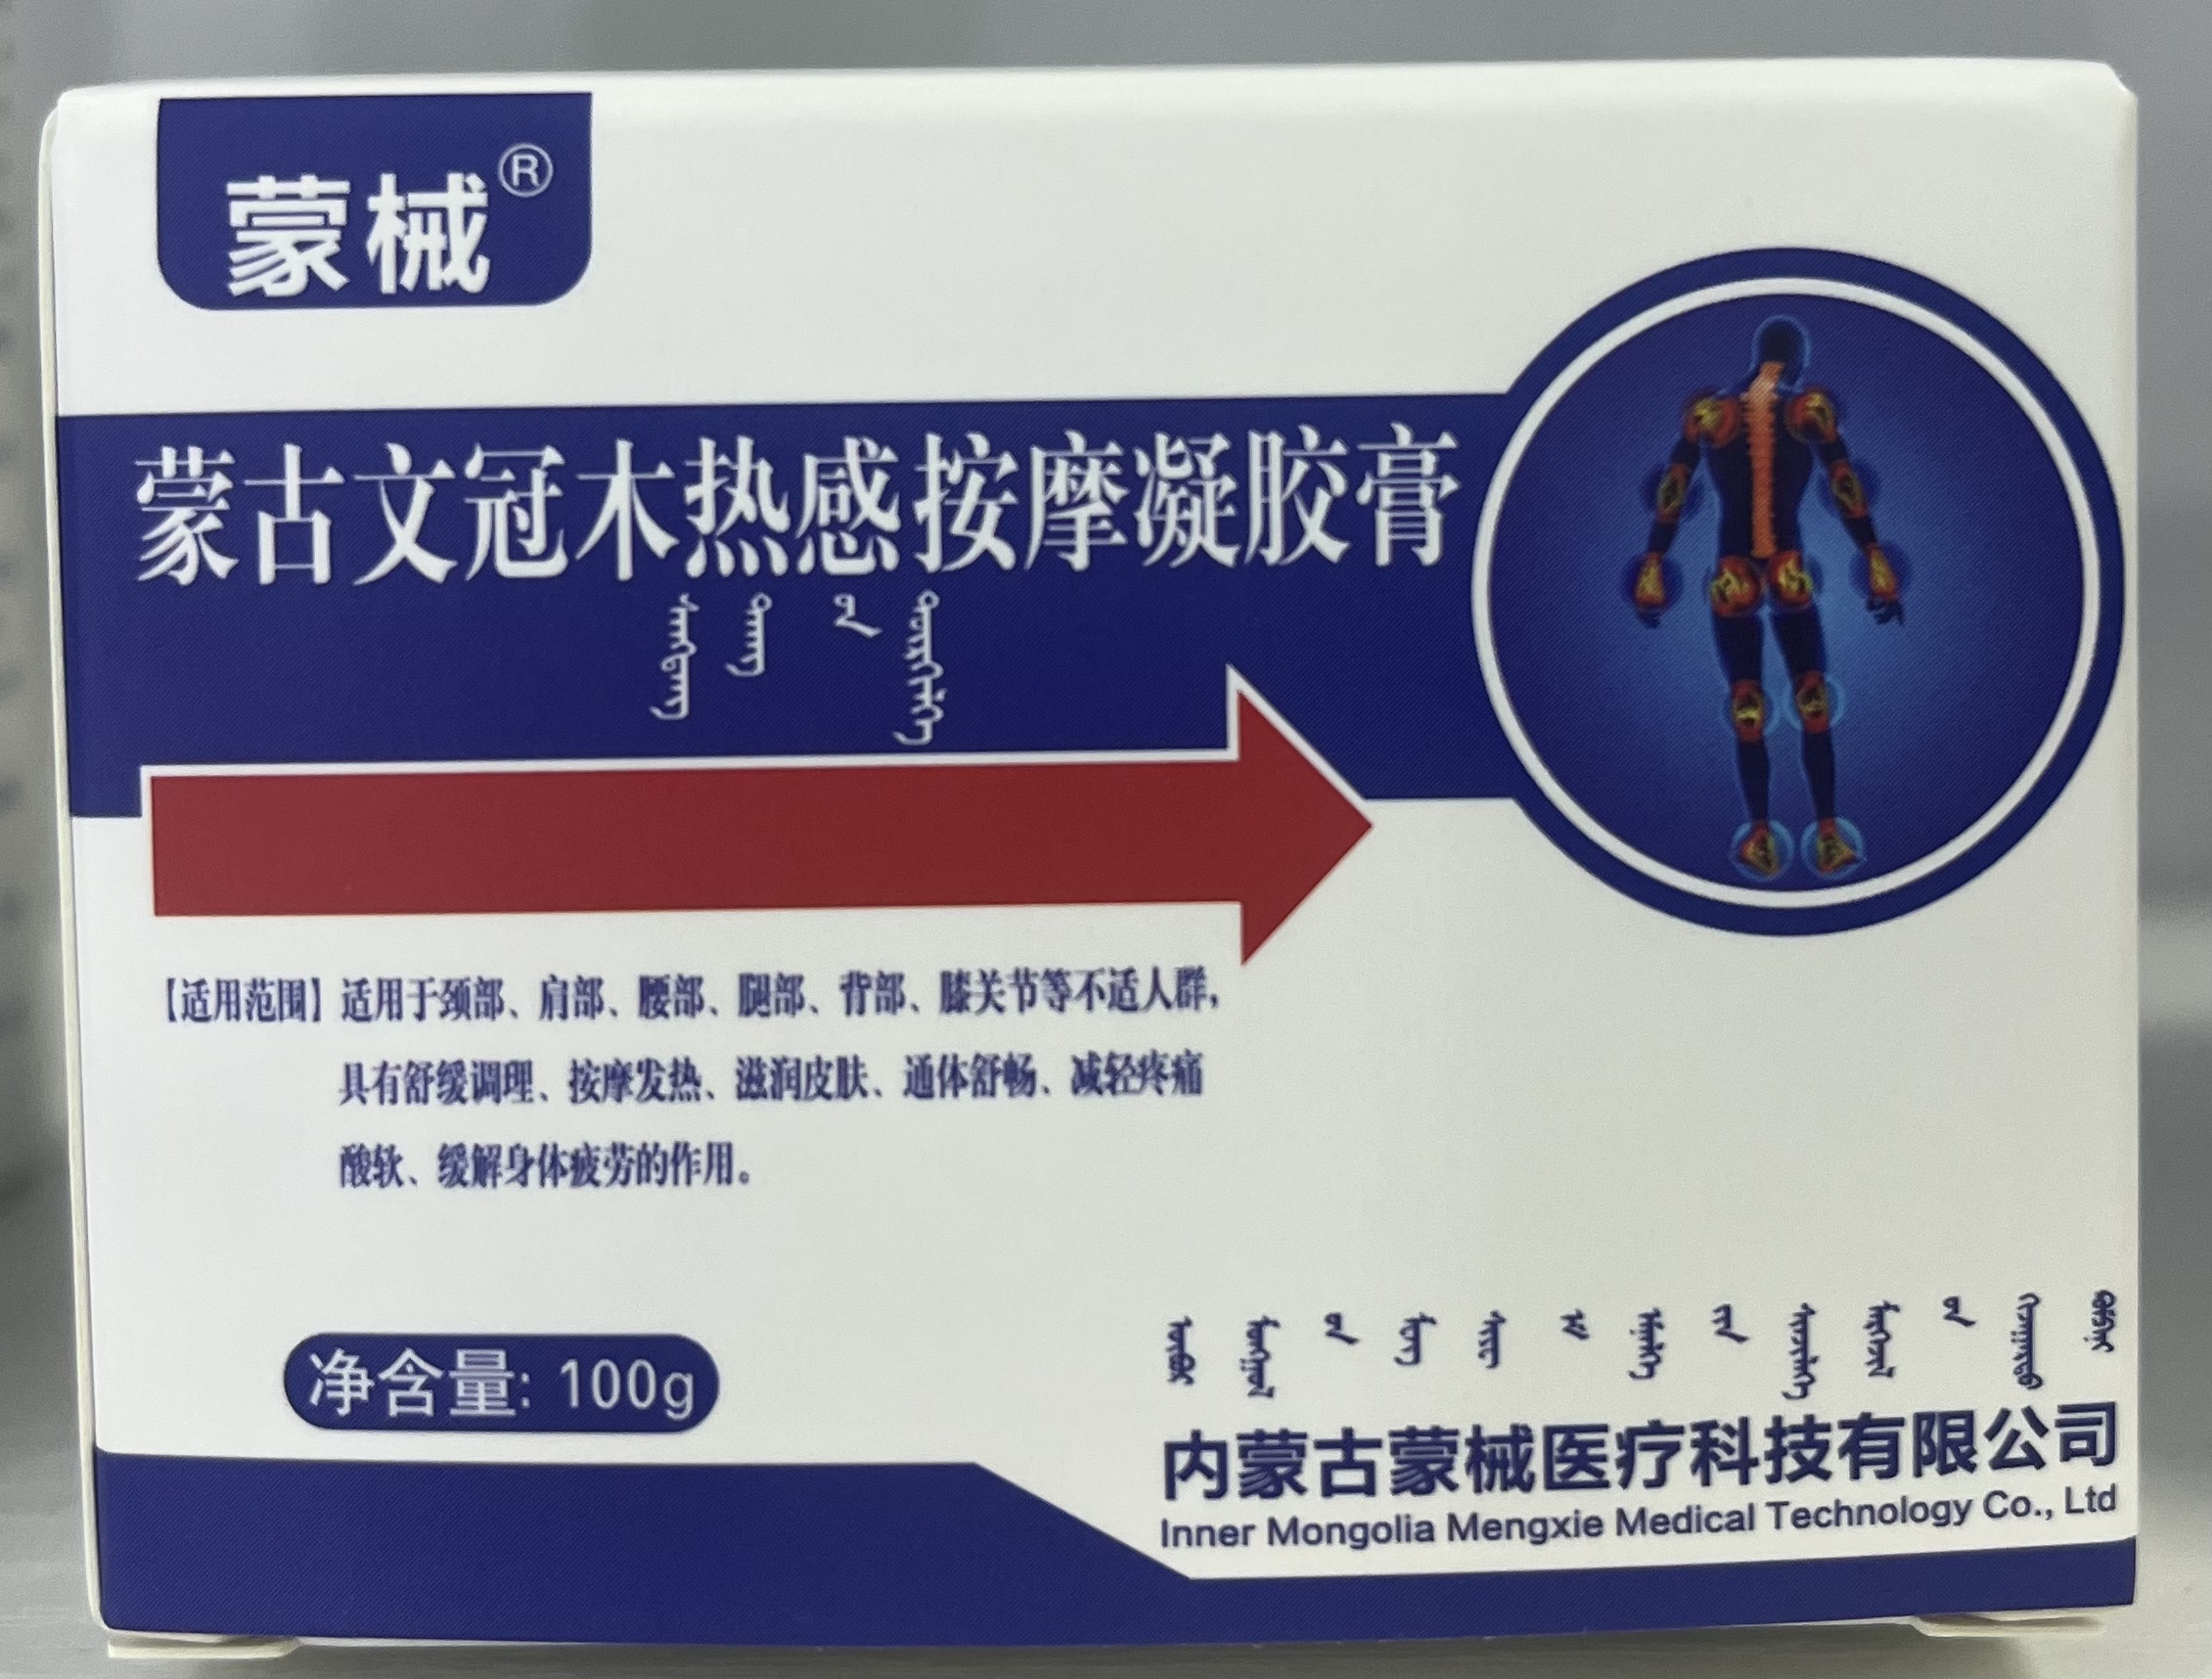 蒙械®
蒙古文冠木热感按摩凝胶膏
【适用范围】适用于颈部、肩部、腰部、腿部、背部、膝关节等不适人群，
具有舒缓调理、按摩发热、滋润皮肤、通体舒畅、减轻疼痛
酸软、缓解身体疲劳的作用。
净含量: 100g
内蒙古蒙械医疗科技有限公司
Inner Mongolia Mengxie Medical Technology Co., Ltd